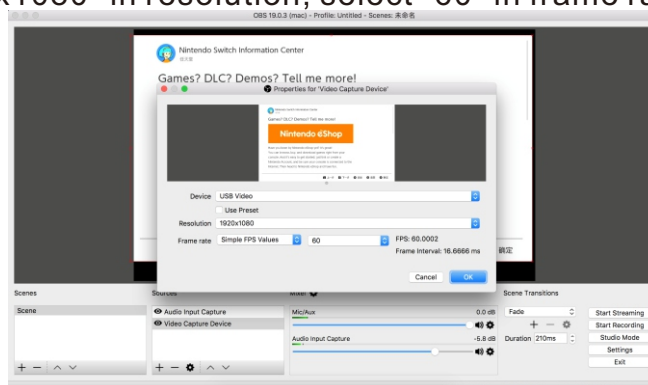 x1080" in resolution, select "60" in frame ra
OBS 19.0.3 (mac) - Profile: Untitled - Scenes: 未命名
Nintendo Switch Information Center
Games? DLC? Demos? Tell me more!
Properties for 'Video Capture Device'
Nintendo eShop
Device
USB Video
Use Preset
Resolution
1920x1080
Frame rate
Simple FPS Values
60
FPS: 60.0002
Frame Interval: 16.6666 ms
Cancel
OK
确定
Scenes
Sources
Mixer
Scene Transitions
Scene
Audio Input Capture
Video Capture Device
Mic/Aux
0.0 dB
Audio Input Capture
-5.8 dB
Fade
Duration
210ms
Start Streaming
Start Recording
Studio Mode
Settings
Exit